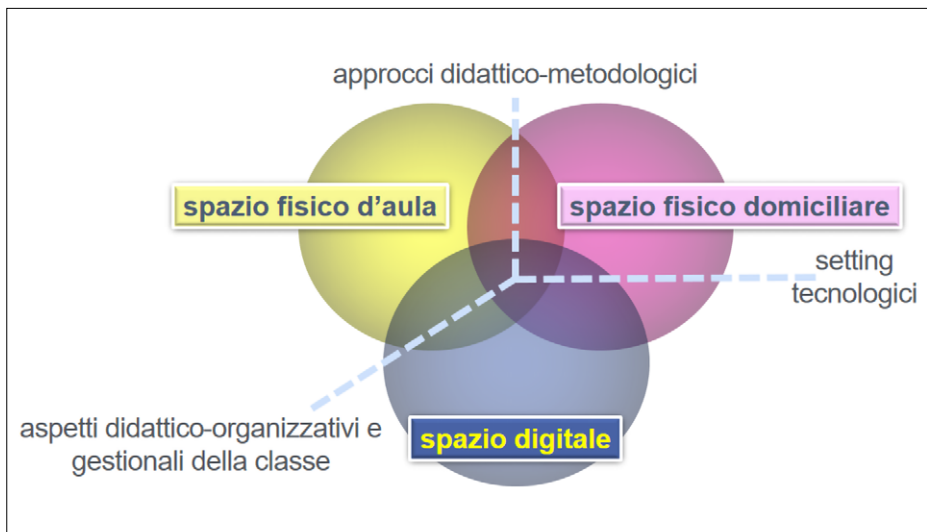 approcci didattico-metodologici
spazio fisico d’aula
spazio fisico domiciliare
setting
tecnologici
aspetti didattico-organizzativi e
gestionali della classe
spazio digitale